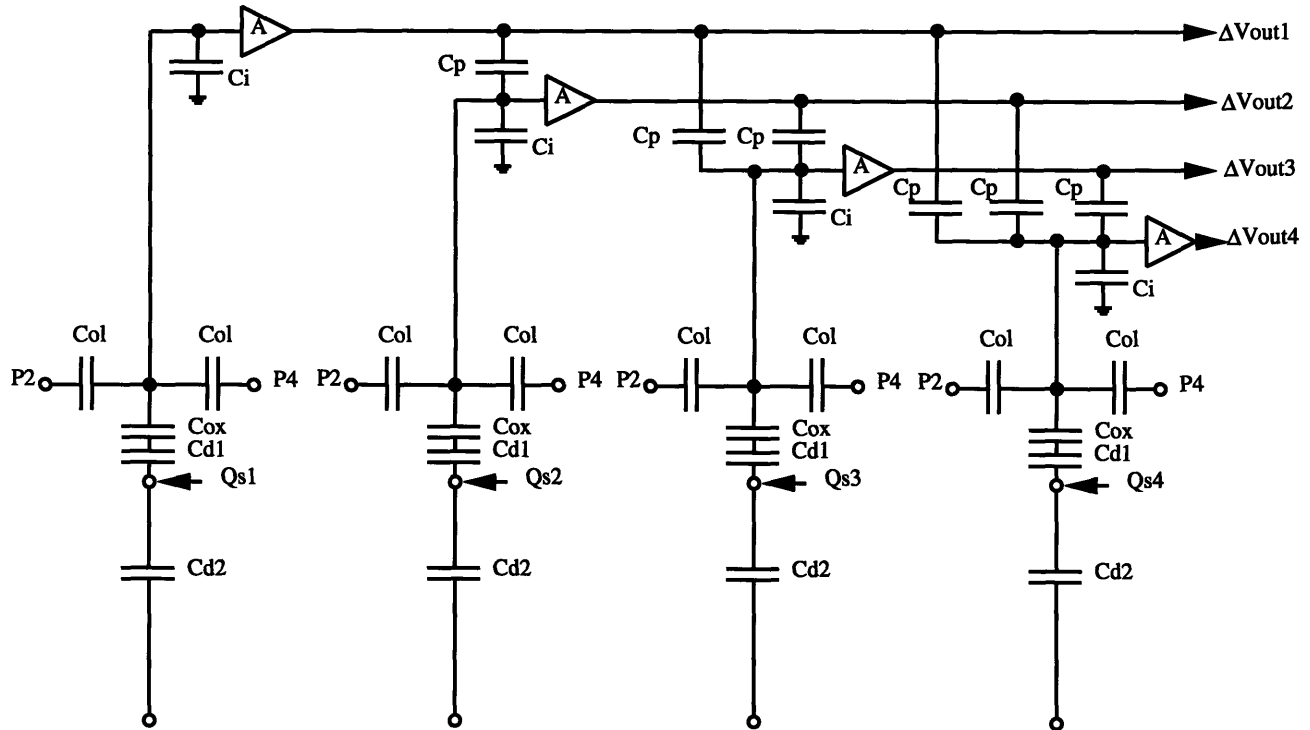 A
ΔVout1
Ci
Cp
A
ΔVout2
Ci
Cp
Cp
A
ΔVout3
Cp
Cp
Cp
Ci
A
ΔVout4
Ci
Col
Col
Col
Col
Col
Col
Col
Col
P2
P4
P2
P4
P2
P4
P2
P4
Cox
Cox
Cox
Cox
Cd1
Cd1
Cd1
Cd1
Qs1
Qs2
Qs3
Qs4
Cd2
Cd2
Cd2
Cd2